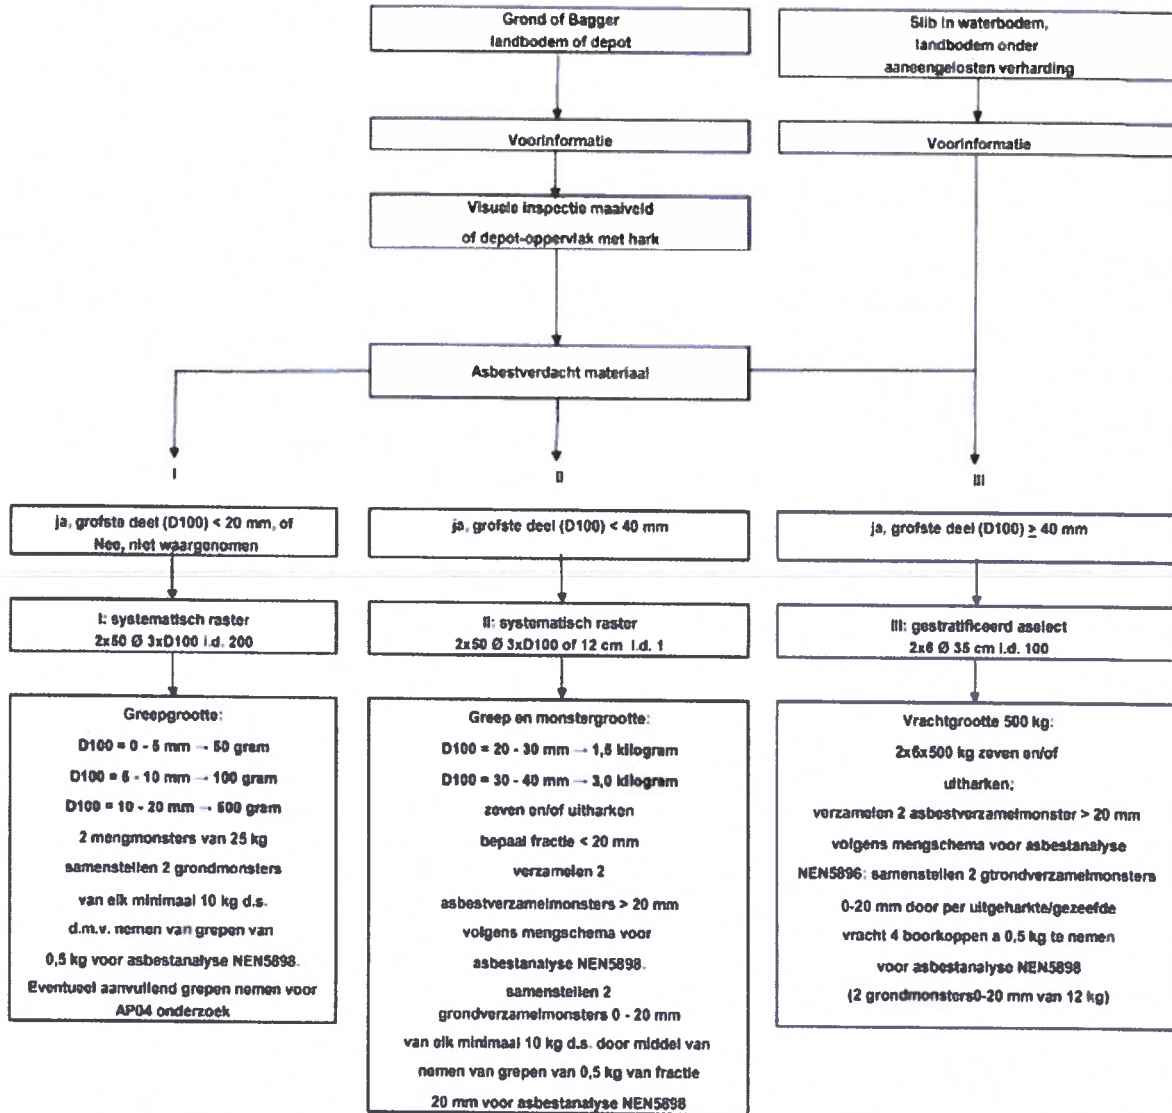 Grond of Bagger
landbodem of depot
Slib in waterbodem,
landbodem onder
aaneengelosten verharding
Voorinformatie
Voorinformatie
Visuele inspectie maaiveld
of depot-oppervlak met hark
Asbestverdacht materiaal
I
II
III
ja, grofste deel (D100) < 20 mm, of
Nee, niet waargenomen
ja, grofste deel (D100) < 40 mm
ja, grofste deel (D100) ≥ 40 mm
I: systematisch raster
2x50 Ø 3xD100 i.d. 200
II: systematisch raster
2x50 Ø 3xD100 of 12 cm i.d. 1
III: gestratificeerd aselect
2x6 Ø 35 cm i.d. 100
Greepgrootte:
D100 = 0 - 5 mm → 50 gram
D100 = 5 - 10 mm → 100 gram
D100 = 10 - 20 mm → 500 gram
2 mengmonsters van 25 kg
samenstellen 2 grondmonsters
van elk minimaal 10 kg d.s.
d.m.v. nemen van grepen van
0,5 kg voor asbestanalyse NEN5898.
Eventueel aanvullend grepen nemen voor
AP04 onderzoek
Greep en monstergrootte:
D100 = 20 - 30 mm → 1,5 kilogram
D100 = 30 - 40 mm → 3,0 kilogram
zeven en/of uitharken
bepaal fractie < 20 mm
verzamelen 2
asbestverzamelmonsters > 20 mm
volgens mengschema voor
asbestanalyse NEN5898.
samenstellen 2
grondverzamelmonsters 0 - 20 mm
van elk minimaal 10 kg d.s. door middel van
nemen van grepen van 0,5 kg van fractie
20 mm voor asbestanalyse NEN5898
Vrachtgrootte 500 kg:
2x6x500 kg zeven en/of
uitharken;
verzamelen 2 asbestverzamelmonster > 20 mm
volgens mengschema voor asbestanalyse
NEN5896: samenstellen 2 gtrondverzamelmonsters
0-20 mm door per uitgeharkte/gezeefde
vracht 4 boorkoppen a 0,5 kg te nemen
voor asbestanalyse NEN5898
(2 grondmonsters0-20 mm van 12 kg)